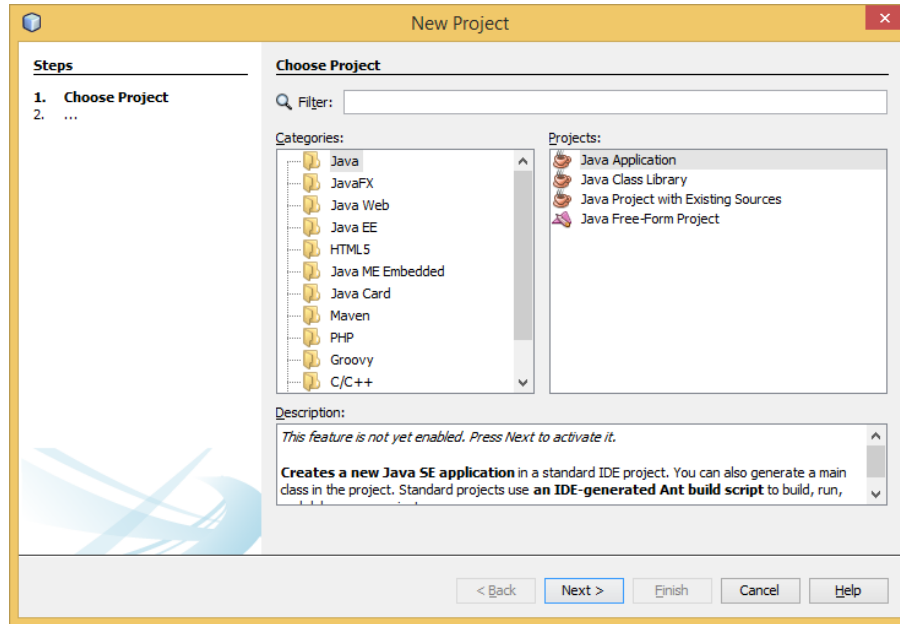 New Project
Steps
1. Choose Project
2. ...
Choose Project
Filter:
Categories:
Java
JavaFX
Java Web
Java EE
HTML5
Java ME Embedded
Java Card
Maven
PHP
Groovy
C/C++
Projects:
Java Application
Java Class Library
Java Project with Existing Sources
Java Free-Form Project
Description:
This feature is not yet enabled. Press Next to activate it.
Creates a new Java SE application in a standard IDE project. You can also generate a main
class in the project. Standard projects use an IDE-generated Ant build script to build, run,
< Back
Next >
Finish
Cancel
Help